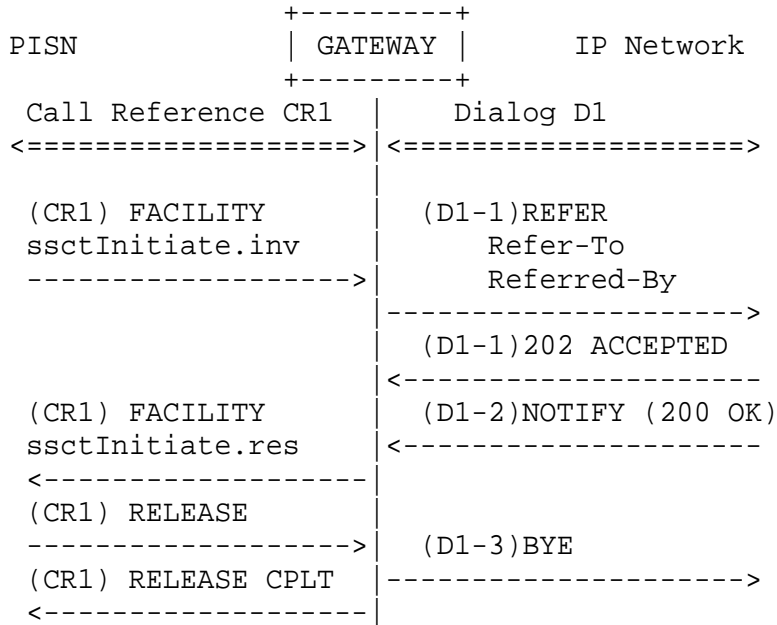 +---------+
PISN                | GATEWAY |      IP Network
                    +---------+
 Call Reference CR1  |    Dialog D1
<===================>|<====================>
                     |
 (CR1) FACILITY      |  (D1-1)REFER
 ssctInitiate.inv    |      Refer-To
 ------------------->|      Referred-By
                     |--------------------->
                     |  (D1-1)202 ACCEPTED
                     |<---------------------
 (CR1) FACILITY      |  (D1-2)NOTIFY (200 OK)
 ssctInitiate.res    |<---------------------
 <-------------------|
 (CR1) RELEASE       |
 ------------------->|  (D1-3)BYE
 (CR1) RELEASE CPLT  |--------------------->
 <-------------------|